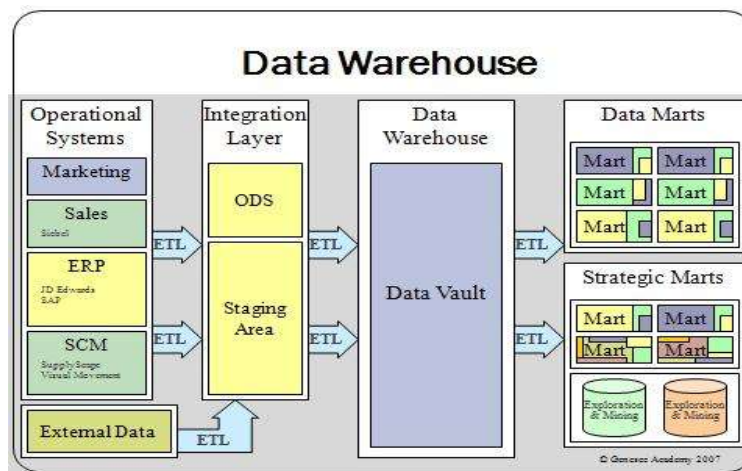 Data Warehouse
Operational
Systems
Marketing
Sales
Siebel
ERP
JD Edwards
SAP
SCM
SupplyScape
Virtual Movement
External Data
ETL
ETL
ETL
Integration
Layer
ODS
Staging
Area
ETL
ETL
Data
Warehouse
Data Vault
ETL
ETL
Data Marts
Mart
Mart
Mart
Mart
Mart
Mart
Strategic Marts
Mart
Mart
Mart
Mart
Exploration
& Mining
Exploration
& Mining
© Genesee Academy 2007